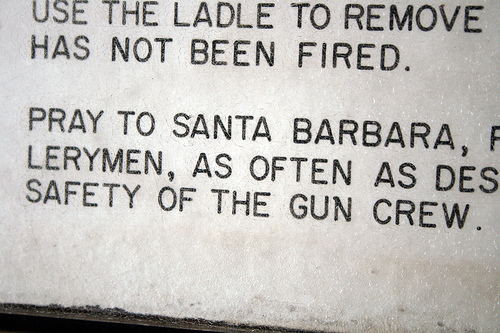 USE THE LADLE TO REMOVE
HAS NOT BEEN FIRED.
PRAY TO SANTA BARBARA,
LERYMEN, AS OFTEN AS DES
SAFETY OF THE GUN CREW.